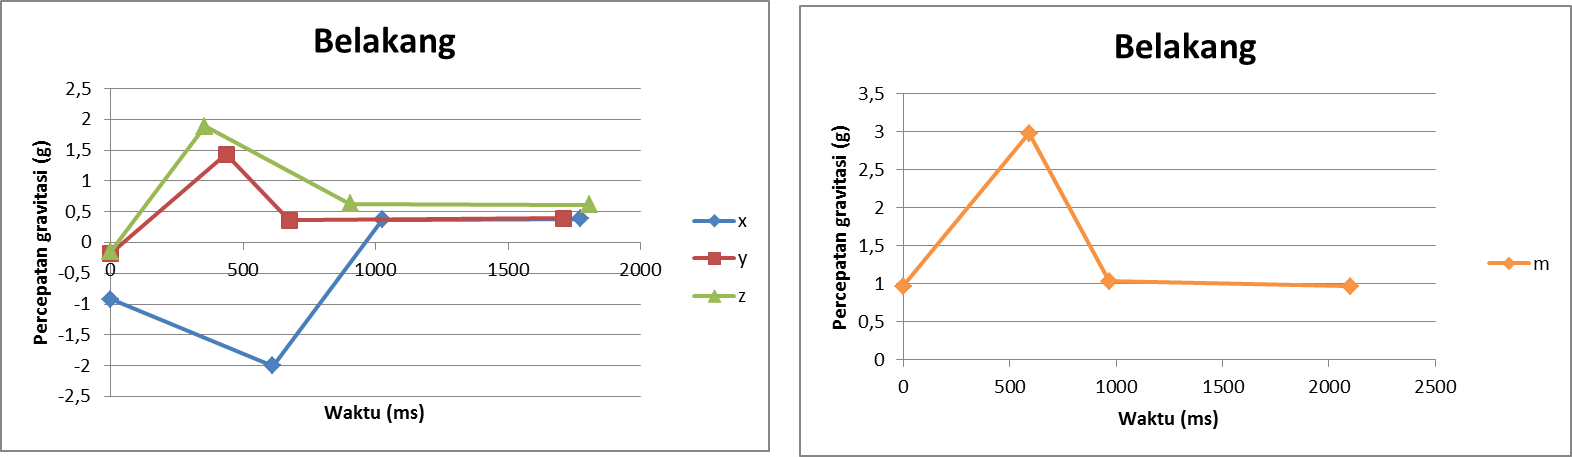 Belakang
2,5
2
1,5
1
0,5
0
-0,5
-1
-1,5
-2
-2,5
0 500 1000 1500 2000
Percepatan gravitasi (g)
Waktu (ms)
x
y
z
Belakang
3,5
3
2,5
2
1,5
1
0,5
0
0 500 1000 1500 2000 2500
Percepatan gravitasi (g)
Waktu (ms)
m